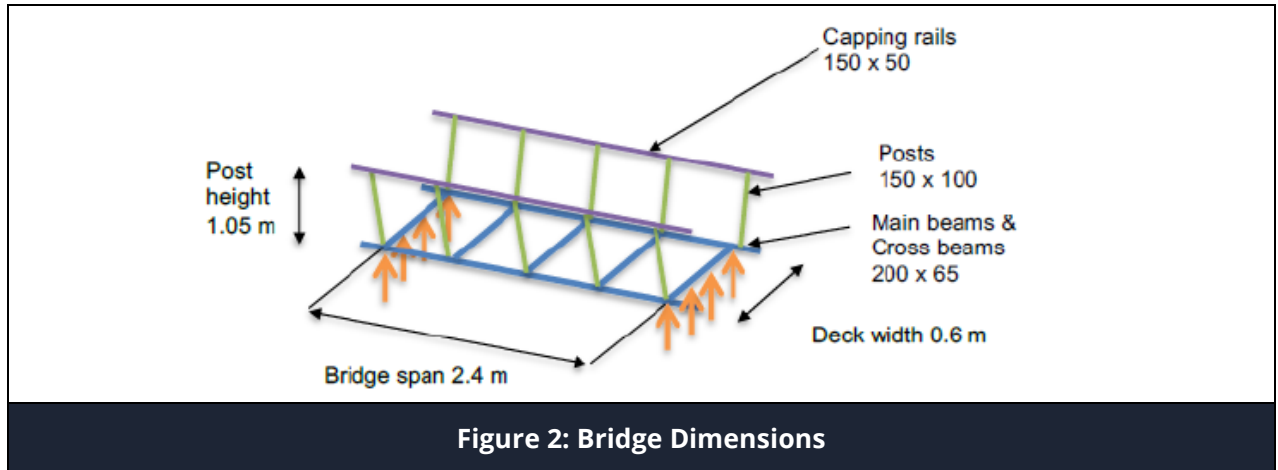 Capping rails
150 x 50
Post
height
1.05 m
Posts
150 x 100
Main beams &
Cross beams
200 x 65
Deck width 0.6 m
Bridge span 2.4 m
Figure 2: Bridge Dimensions